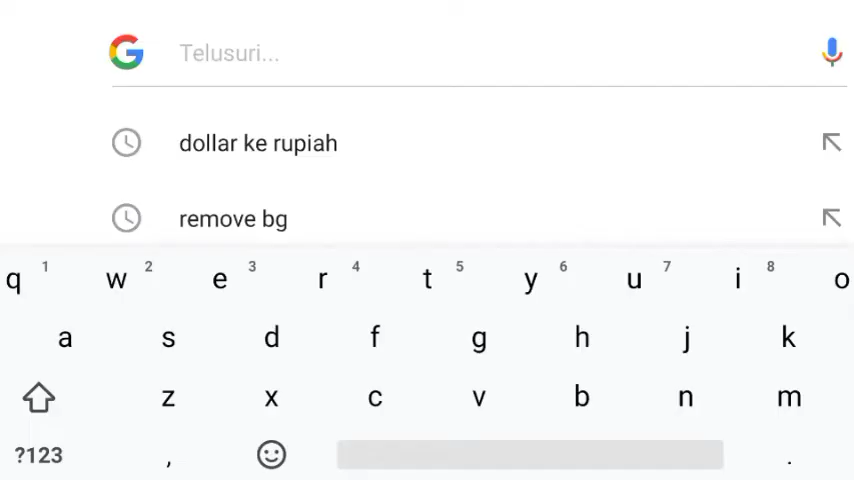 Telusuri...
dollar ke rupiah
remove bg
q 1 w 2 e 3 r 4 t 5 y 6 u 7 i 8 o
a s d f g h j k
z x c v b n m
?123 , .